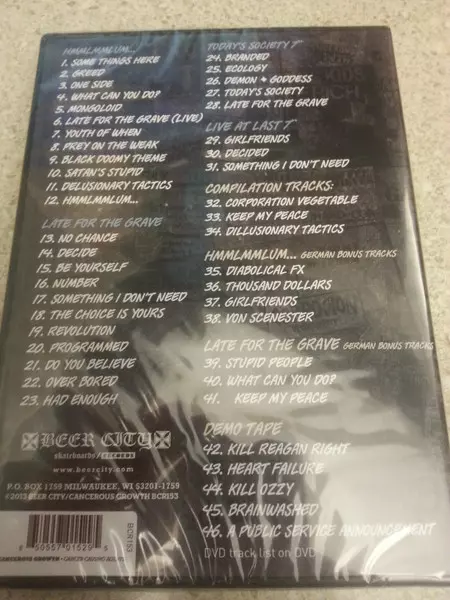 HMMLMMLUM...
1. SOME THINGS HERE
2. GREED
3. ONE SIDE
4. WHAT CAN YOU DO?
5. MONGOLOID
6. LATE FOR THE GRAVE (LIVE)
7. YOUTH OF WHEN
8. PREY ON THE WEAK
9. BLACK DOOMY THEME
10. SATAN'S STUPID
11. DELUSIONARY TACTICS
12. HMMLMMLUM...
LATE FOR THE GRAVE
13. NO CHANCE
14. DECIDE
15. BE YOURSELF
16. NUMBER
17. SOMETHING I DON'T NEED
18. THE CHOICE IS YOURS
19. REVOLUTION
20. PROGRAMMED
21. DO YOU BELIEVE
22. OVER BORED
23. HAD ENOUGH
BEER CITY
skateboards/RECORDS
www.beercity.com
P.O. BOX 1759 MILWAUKEE, WI 53201-1759
©2013 BEER CITY/CANCEROUS GROWTH BCR153
BCR153
TODAY'S SOCIETY 7"
24. BRANDED
25. ECOLOGY
26. DEMON & GODDESS
27. TODAY'S SOCIETY
28. LATE FOR THE GRAVE
LIVE AT LAST 7"
29. GIRLFRIENDS
30. DECIDED
31. SOMETHING I DON'T NEED
COMPILATION TRACKS:
32. CORPORATION VEGETABLE
33. KEEP MY PEACE
34. DILLUSIONARY TACTICS
HMMLMMLUM... GERMAN BONUS TRACKS
35. DIABOLICAL FX
36. THOUSAND DOLLARS
37. GIRLFRIENDS
38. VON SCENESTER
LATE FOR THE GRAVE GERMAN BONUS TRACKS
39. STUPID PEOPLE
40. WHAT CAN YOU DO?
41. KEEP MY PEACE
DEMO TAPE
42. KILL REAGAN RIGHT
43. HEART FAILURE
44. KILL OZZY
45. BRAINWASHED
46. A PUBLIC SERVICE ANNOUNCEMENT
DVD track list on DVD